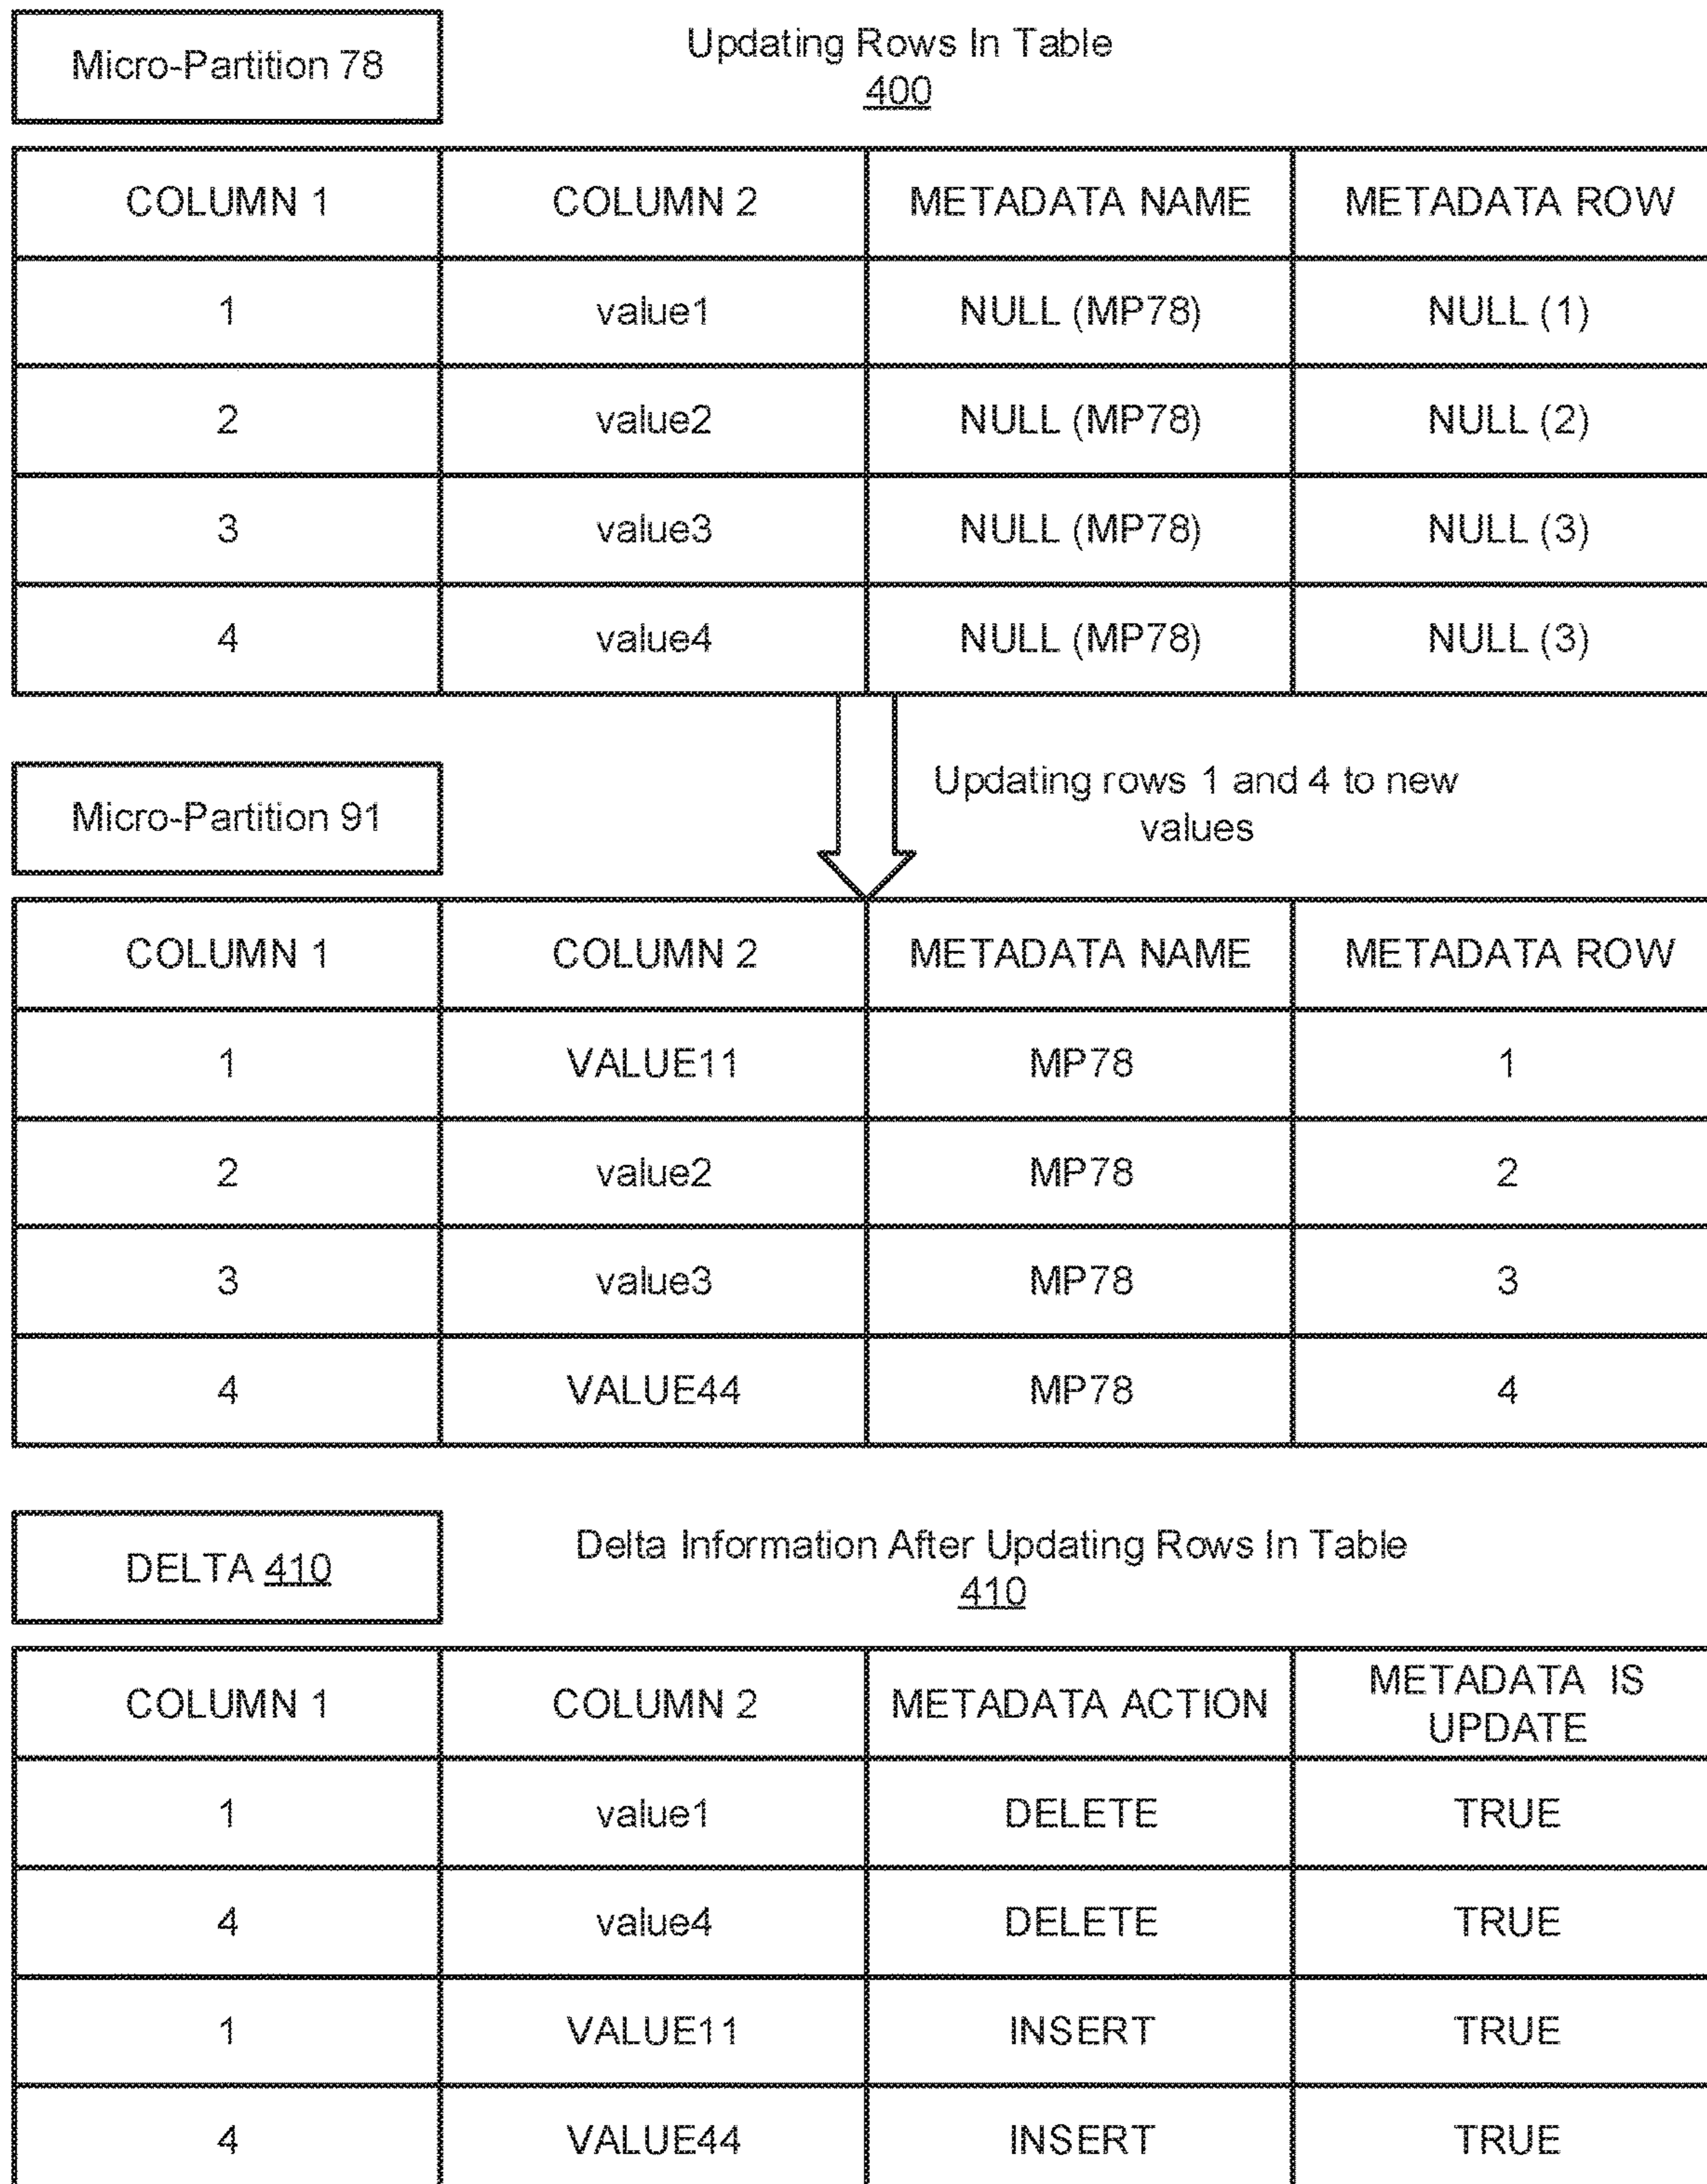 Micro-Partition 78
Updating Rows In Table
400
COLUMN 1 COLUMN 2 METADATA NAME METADATA ROW
1 value1 NULL (MP78) NULL (1)
2 value2 NULL (MP78) NULL (2)
3 value3 NULL (MP78) NULL (3)
4 value4 NULL (MP78) NULL (3)
Updating rows 1 and 4 to new
values
Micro-Partition 91
COLUMN 1 COLUMN 2 METADATA NAME METADATA ROW
1 VALUE11 MP78 1
2 value2 MP78 2
3 value3 MP78 3
4 VALUE44 MP78 4
DELTA 410
Delta Information After Updating Rows In Table
410
COLUMN 1 COLUMN 2 METADATA ACTION METADATA IS
UPDATE
1 value1 DELETE TRUE
4 value4 DELETE TRUE
1 VALUE11 INSERT TRUE
4 VALUE44 INSERT TRUE